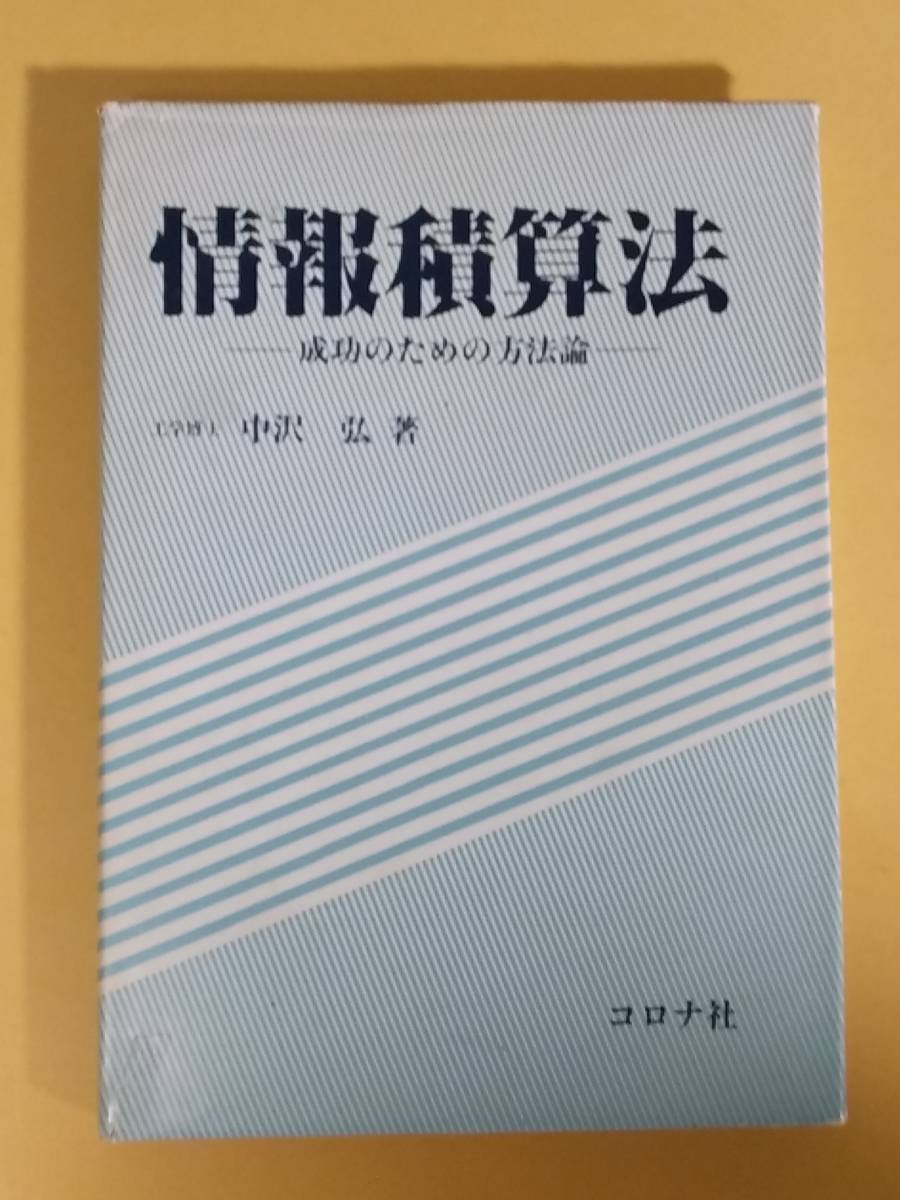 情報積算法
――成功のための方法論――
工学博士 中沢 弘 著
コロナ社